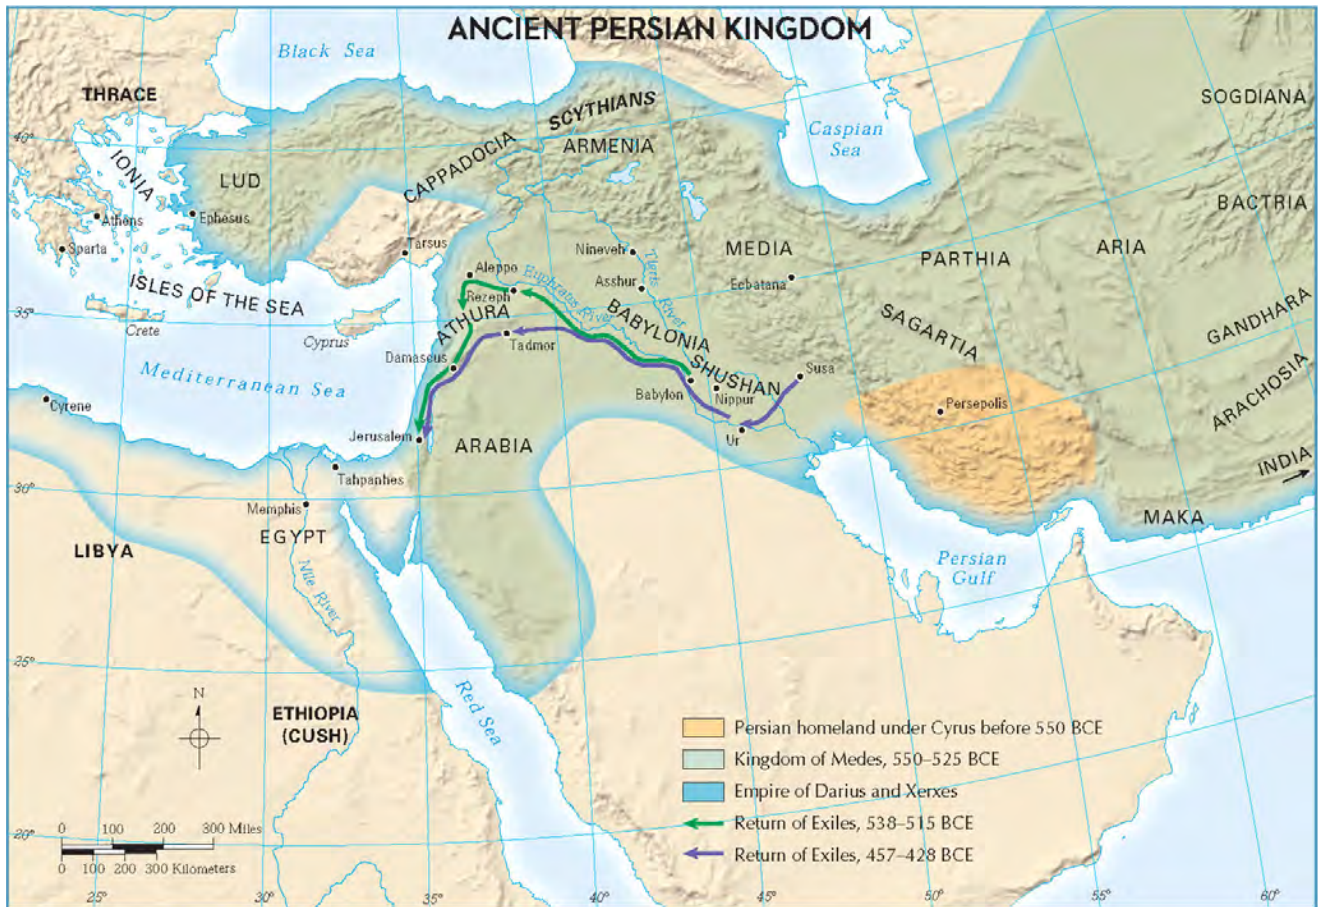 ANCIENT PERSIAN KINGDOM
Black Sea
THRACE
SCYTHIANS
SOGDIANA
Caspian
Sea
40°
IONIA
LUD
CAPPADOCIA
ARMENIA
BACTRIA
Athens
Ephesus
Sparta
Tarsus
Nineveh
Tigris River
MEDIA
PARTHIA
ARIA
ISLES OF THE SEA
Aleppo
Rezeph
Euphrates River
Asshur
Ecbatana
35°
Crete
Cyprus
ATHURA
BABYLONIA
SAGARTIA
GANDHARA
Tadmor
Damascus
SHUSHAN
Susa
Mediterranean Sea
Babylon
Nippur
Persepolis
ARACHOSIA
Cyrene
Jerusalem
ARABIA
Ur
INDIA
Tahpanhes
30°
Memphis
EGYPT
MAKA
LIBYA
Nile River
Persian
Gulf
25°
Red Sea
N
ETHIOPIA
(CUSH)
Persian homeland under Cyrus before 550 BCE
Kingdom of Medes, 550–525 BCE
Empire of Darius and Xerxes
Return of Exiles, 538–515 BCE
Return of Exiles, 457–428 BCE
0 100 200 300 Miles
0 100 200 300 Kilometers
20°
25° 30° 35° 40° 45° 50° 55° 60°